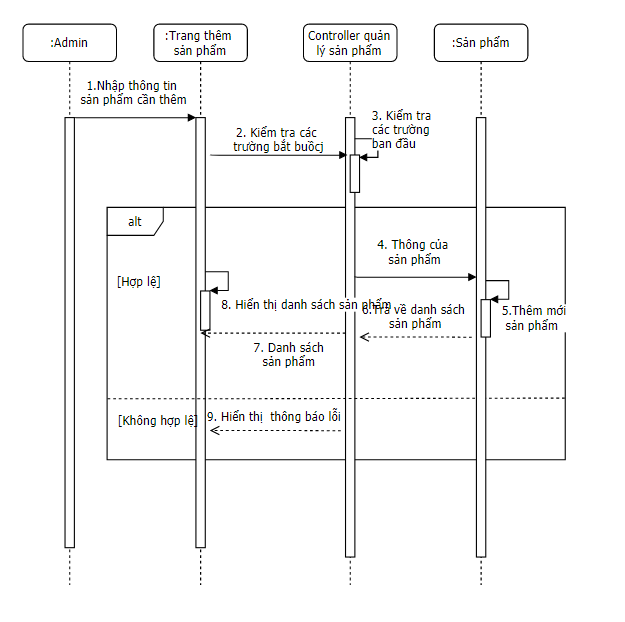 :Admin
:Trang thêm
sản phẩm
Controller quản
lý sản phẩm
:Sản phẩm
1.Nhập thông tin
sản phẩm cần thêm
2. Kiểm tra các
trường bắt buôcj
3. Kiểm tra
các trường
ban đầu
alt
4. Thông của
sản phẩm
[Hợp lệ]
8. Hiển thị danh sách sản phẩm
6.Trả về danh sách
sản phẩm
5.Thêm mới
sản phẩm
7. Danh sách
sản phẩm
[Không hợp lệ]
9. Hiển thị thông báo lỗi